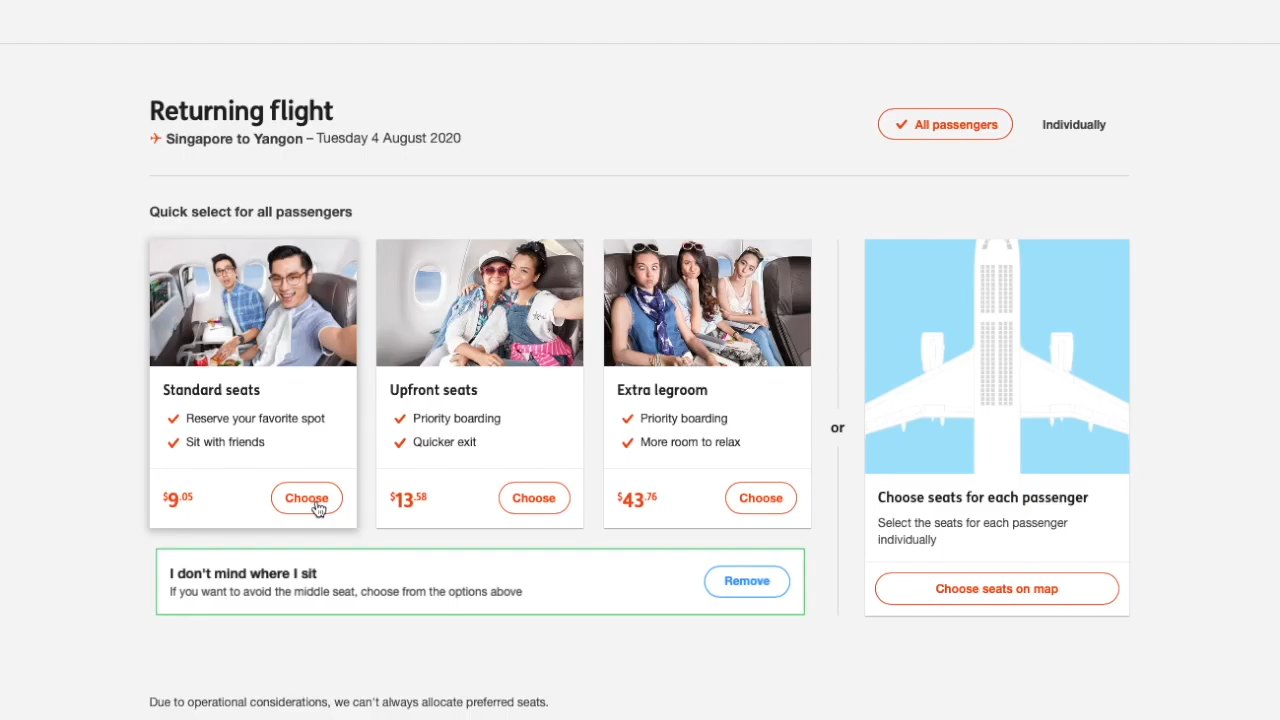 Returning flight
Singapore to Yangon – Tuesday 4 August 2020
All passengers
Individually
Quick select for all passengers
Standard seats
Reserve your favorite spot
Sit with friends
$9.05
Choose
Upfront seats
Priority boarding
Quicker exit
$13.58
Choose
Extra legroom
Priority boarding
More room to relax
$43.76
Choose
or
Choose seats for each passenger
Select the seats for each passenger
individually
Choose seats on map
I don't mind where I sit
If you want to avoid the middle seat, choose from the options above
Remove
Due to operational considerations, we can't always allocate preferred seats.